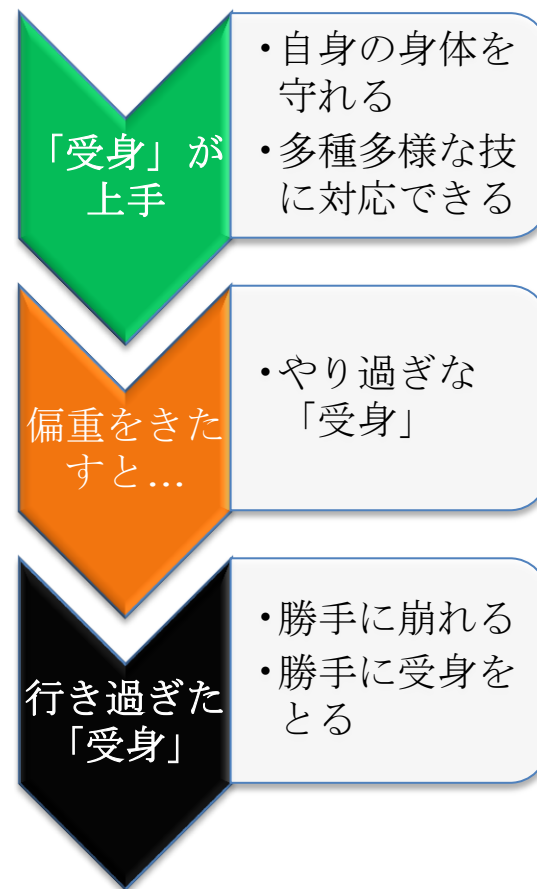 「受身」が
上手
・自身の身体を
守れる
・多種多様な技
に対応できる
偏重をきた
すと…
・やり過ぎな
「受身」
行き過ぎた
「受身」
・勝手に崩れる
・勝手に受身を
とる